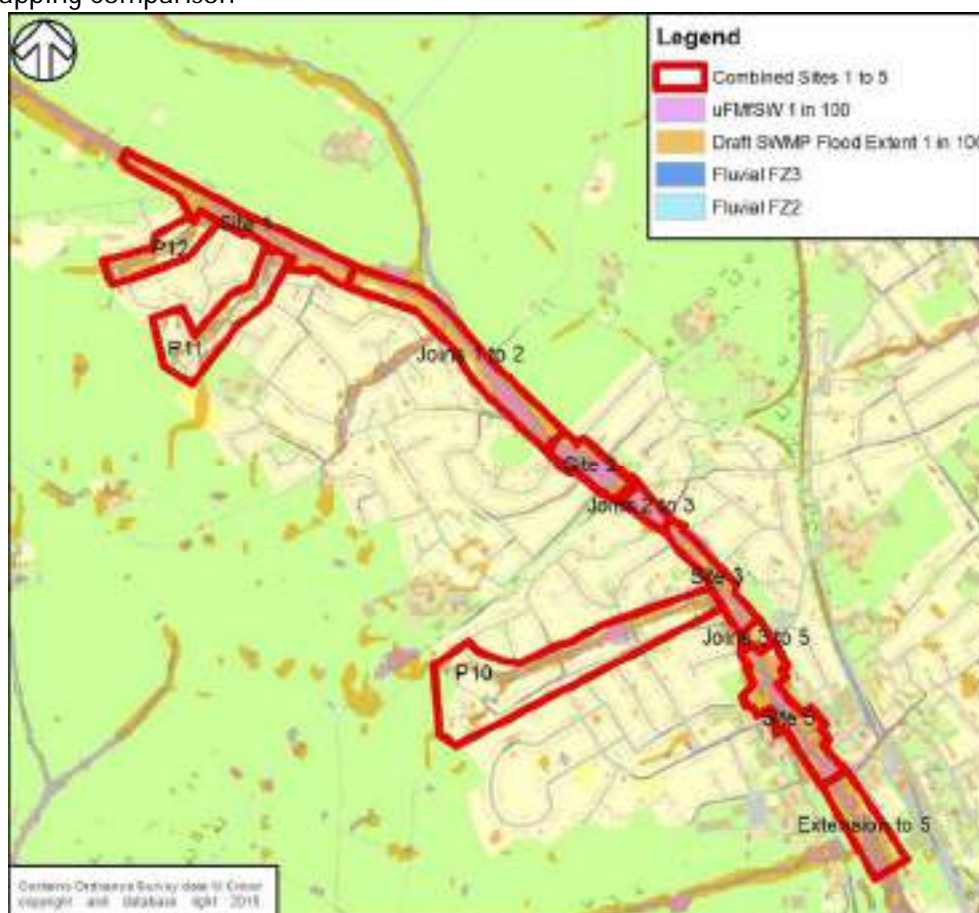 apping comparison
Legend
Combined Sites 1 to 5
uFMfSW 1 in 100
Draft SWMP Flood Extent 1 in 100
Fluvial FZ3
Fluvial FZ2
Site 1
P12
P11
Joins 1 to 2
Site 2
Joins 2 to 3
Site 3
Joins 3 to 5
P10
Site 5
Extension to 5
Contains Ordnance Survey data © Crown
copyright and database right 2015